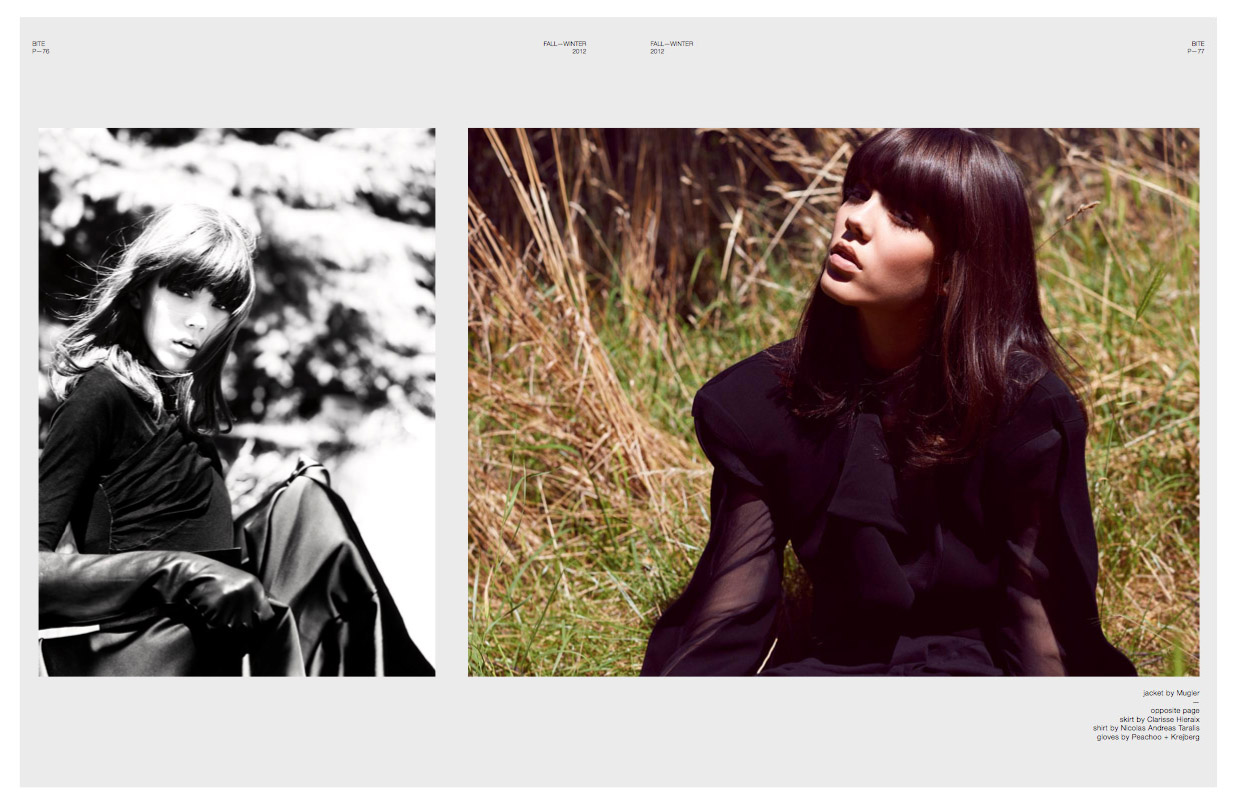 BITE
P—76
FALL—WINTER
2012
FALL—WINTER
2012
BITE
P—77
jacket by Mugler
—
opposite page
skirt by Clarisse Hieraix
shirt by Nicolas Andreas Taralis
gloves by Peachoo + Krejberg